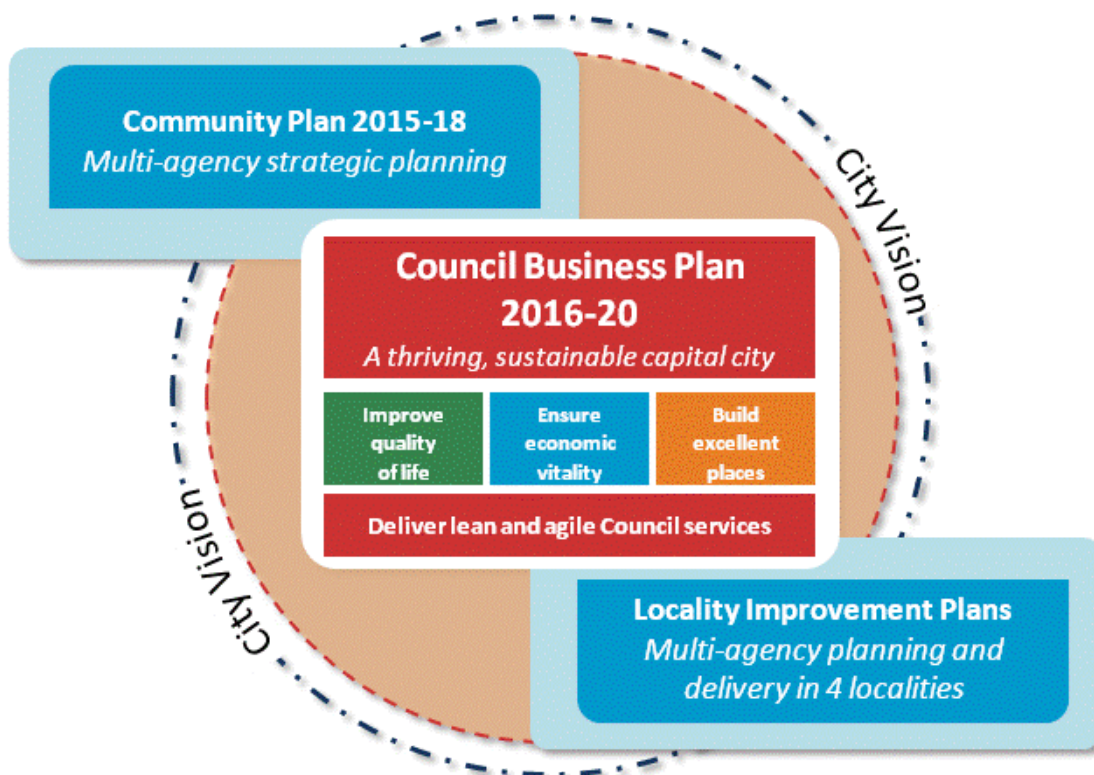 Community Plan 2015-18
Multi-agency strategic planning
City Vision
Council Business Plan
2016-20
A thriving, sustainable capital city
Improve
quality
of life
Ensure
economic
vitality
Build
excellent
places
Deliver lean and agile Council services
City Vision
Locality Improvement Plans
Multi-agency planning and
delivery in 4 localities